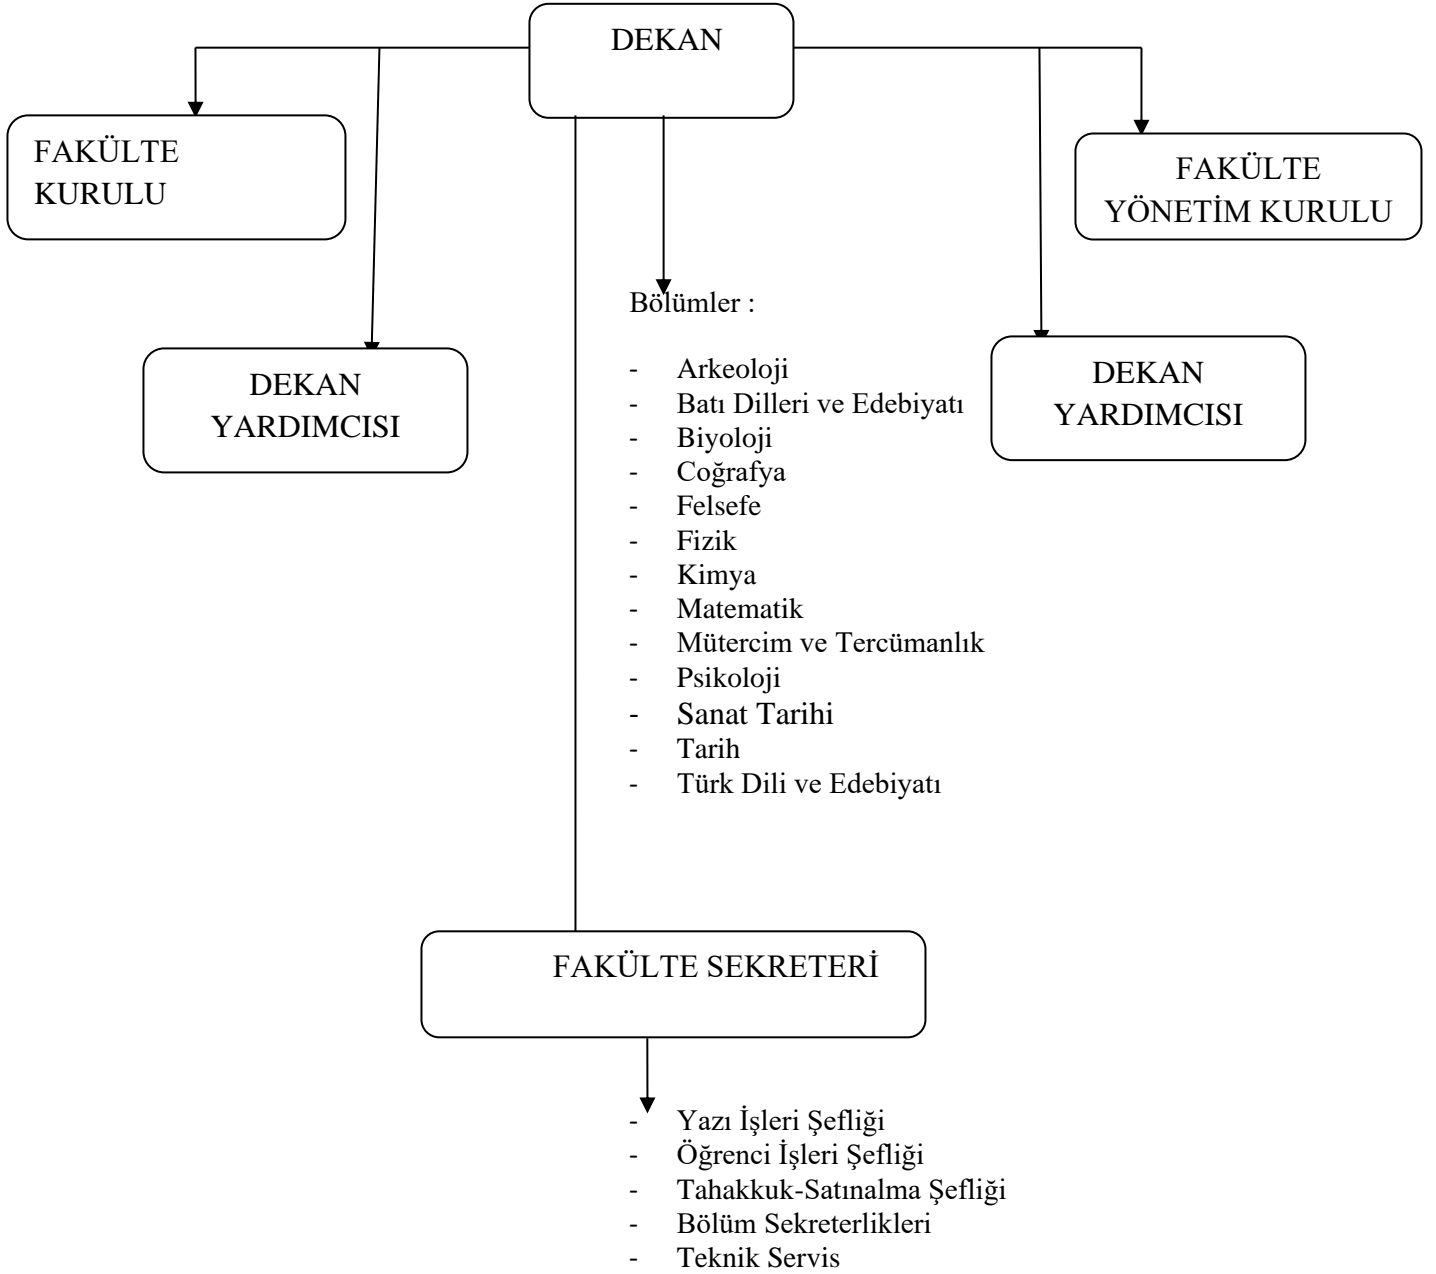 DEKAN
FAKÜLTE
KURULU
FAKÜLTE
YÖNETİM KURULU
DEKAN
YARDIMCISI
Bölümler :
- Arkeoloji
- Batı Dilleri ve Edebiyatı
- Biyoloji
- Coğrafya
- Felsefe
- Fizik
- Kimya
- Matematik
- Mütercim ve Tercümanlık
- Psikoloji
- Sanat Tarihi
- Tarih
- Türk Dili ve Edebiyatı
DEKAN
YARDIMCISI
FAKÜLTE SEKRETERİ
- Yazı İşleri Şefliği
- Öğrenci İşleri Şefliği
- Tahakkuk-Satınalma Şefliği
- Bölüm Sekreterlikleri
- Teknik Servis